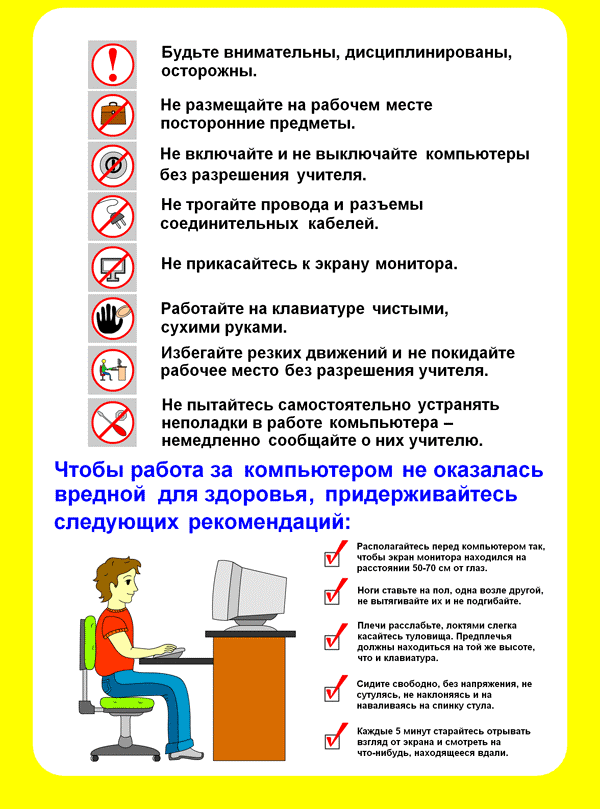 Будьте внимательны, дисциплинированы,
осторожны.
Не размещайте на рабочем месте
посторонние предметы.
Не включайте и не выключайте компьютеры
без разрешения учителя.
Не трогайте провода и разъемы
соединительных кабелей.
Не прикасайтесь к экрану монитора.
Работайте на клавиатуре чистыми,
сухими руками.
Избегайте резких движений и не покидайте
рабочее место без разрешения учителя.
Не пытайтесь самостоятельно устранять
неполадки в работе комьпьютера –
немедленно сообщайте о них учителю.
Чтобы работа за компьютером не оказалась
вредной для здоровья, придерживайтесь
следующих рекомендаций:
Располагайтесь перед компьютером так,
чтобы экран монитора находился на
расстоянии 50-70 см от глаз.
Ноги ставьте на пол, одна возле другой,
не вытягивайте их и не подгибайте.
Плечи расслабьте, локтями слегка
касайтесь туловища. Предплечья
должны находиться на той же высоте,
что и клавиатура.
Сидите свободно, без напряжения, не
сутулясь, не наклоняясь и на
наваливаясь на спинку стула.
Каждые 5 минут старайтесь отрывать
взгляд от экрана и смотреть на
что-нибудь, находящееся вдали.